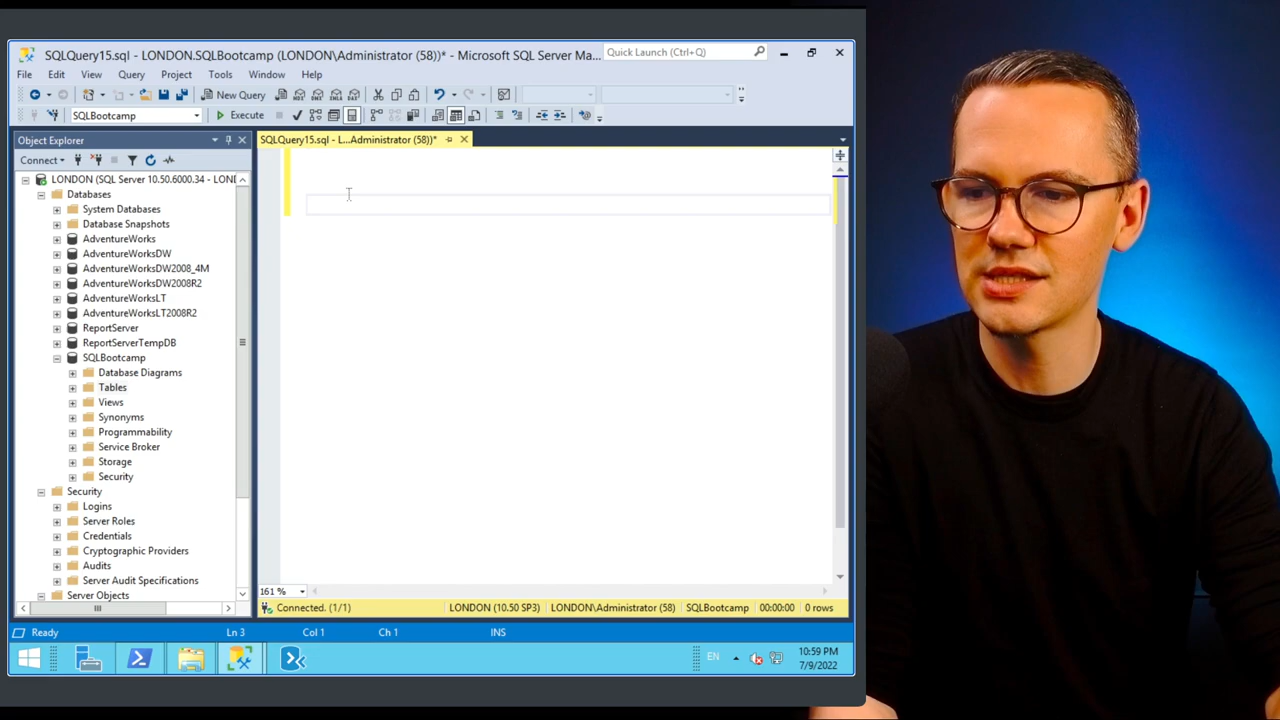 SQLQuery15.sql - LONDON.SQLBootcamp (LONDON\Administrator (58))* - Microsoft SQL Server Ma...
Quick Launch (Ctrl+Q)
File Edit View Query Project Tools Window Help
New Query
SQLBootcamp Execute
Object Explorer
SQLQuery15.sql - L...Administrator (58))*
Connect
LONDON (SQL Server 10.50.6000.34 - LONI
Databases
System Databases
Database Snapshots
AdventureWorks
AdventureWorksDW
AdventureWorksDW2008_4M
AdventureWorksDW2008R2
AdventureWorksLT
AdventureWorksLT2008R2
ReportServer
ReportServerTempDB
SQLBootcamp
Database Diagrams
Tables
Views
Synonyms
Programmability
Service Broker
Storage
Security
Security
Logins
Server Roles
Credentials
Cryptographic Providers
Audits
Server Audit Specifications
Server Objects
161 %
Connected. (1/1) LONDON (10.50 SP3) LONDON\Administrator (58) SQLBootcamp 00:00:00 0 rows
Ready Ln 3 Col 1 Ch 1 INS
EN
10:59 PM
7/9/2022